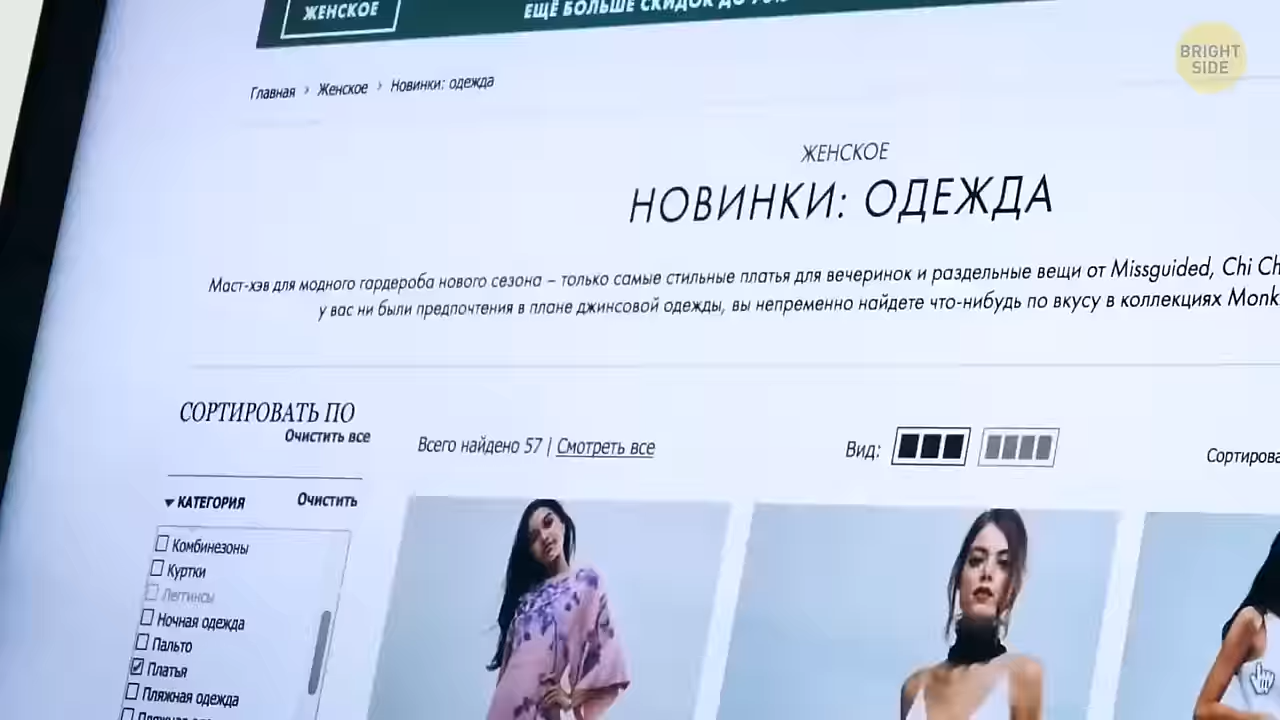 ЖЕНСКОЕ
ЕЩЁ БОЛЬШЕ СКИДОК ДО
BRIGHT
SIDE
Главная › Женское › Новинки: одежда
ЖЕНСКОЕ
НОВИНКИ: ОДЕЖДА
Маст-хэв для модного гардероба нового сезона – только самые стильные платья для вечеринок и раздельные вещи от Missguided, Chi
у вас ни были предпочтения в плане джинсовой одежды, вы непременно найдете что-нибудь по вкусу в коллекциях
СОРТИРОВАТЬ ПО
Очистить все
Всего найдено 57 | Смотреть все
Вид:
КАТЕГОРИЯ
Очистить
Комбинезоны
Куртки
Леггинсы
Ночная одежда
Пальто
Платья
Пляжная одежда